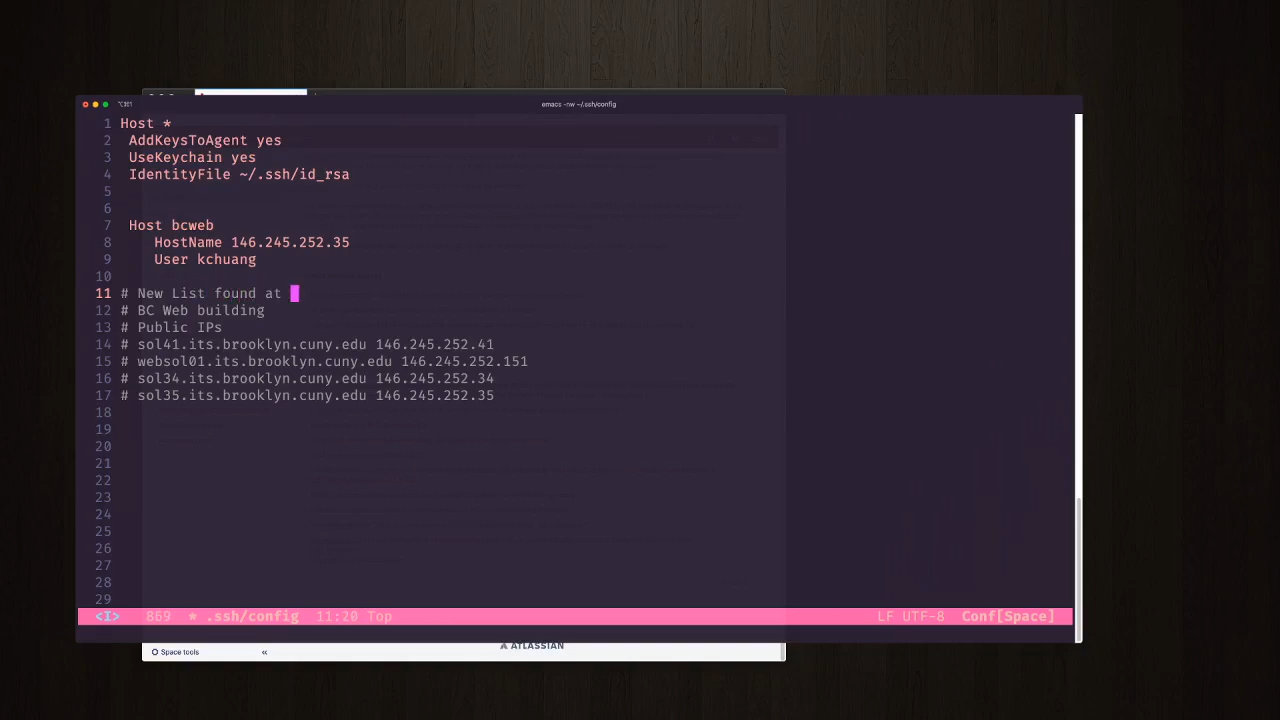 emacs -nw ~/.ssh/config
1 Host *
2 AddKeysToAgent yes
3 UseKeychain yes
4 IdentityFile ~/.ssh/id_rsa
5
6
7 Host bcweb
8 HostName 146.245.252.35
9 User kchuang
10
11 # New List found at
12 # BC Web building
13 # Public IPs
14 # sol41.its.brooklyn.cuny.edu 146.245.252.41
15 # websol01.its.brooklyn.cuny.edu 146.245.252.151
16 # sol34.its.brooklyn.cuny.edu 146.245.252.34
17 # sol35.its.brooklyn.cuny.edu 146.245.252.35
18
19
20
21
22
23
24
25
26
27
28
29
<I> 869 * .ssh/config 11:20 Top LF UTF-8 Conf[Space]
Space tools « ATLASSIAN